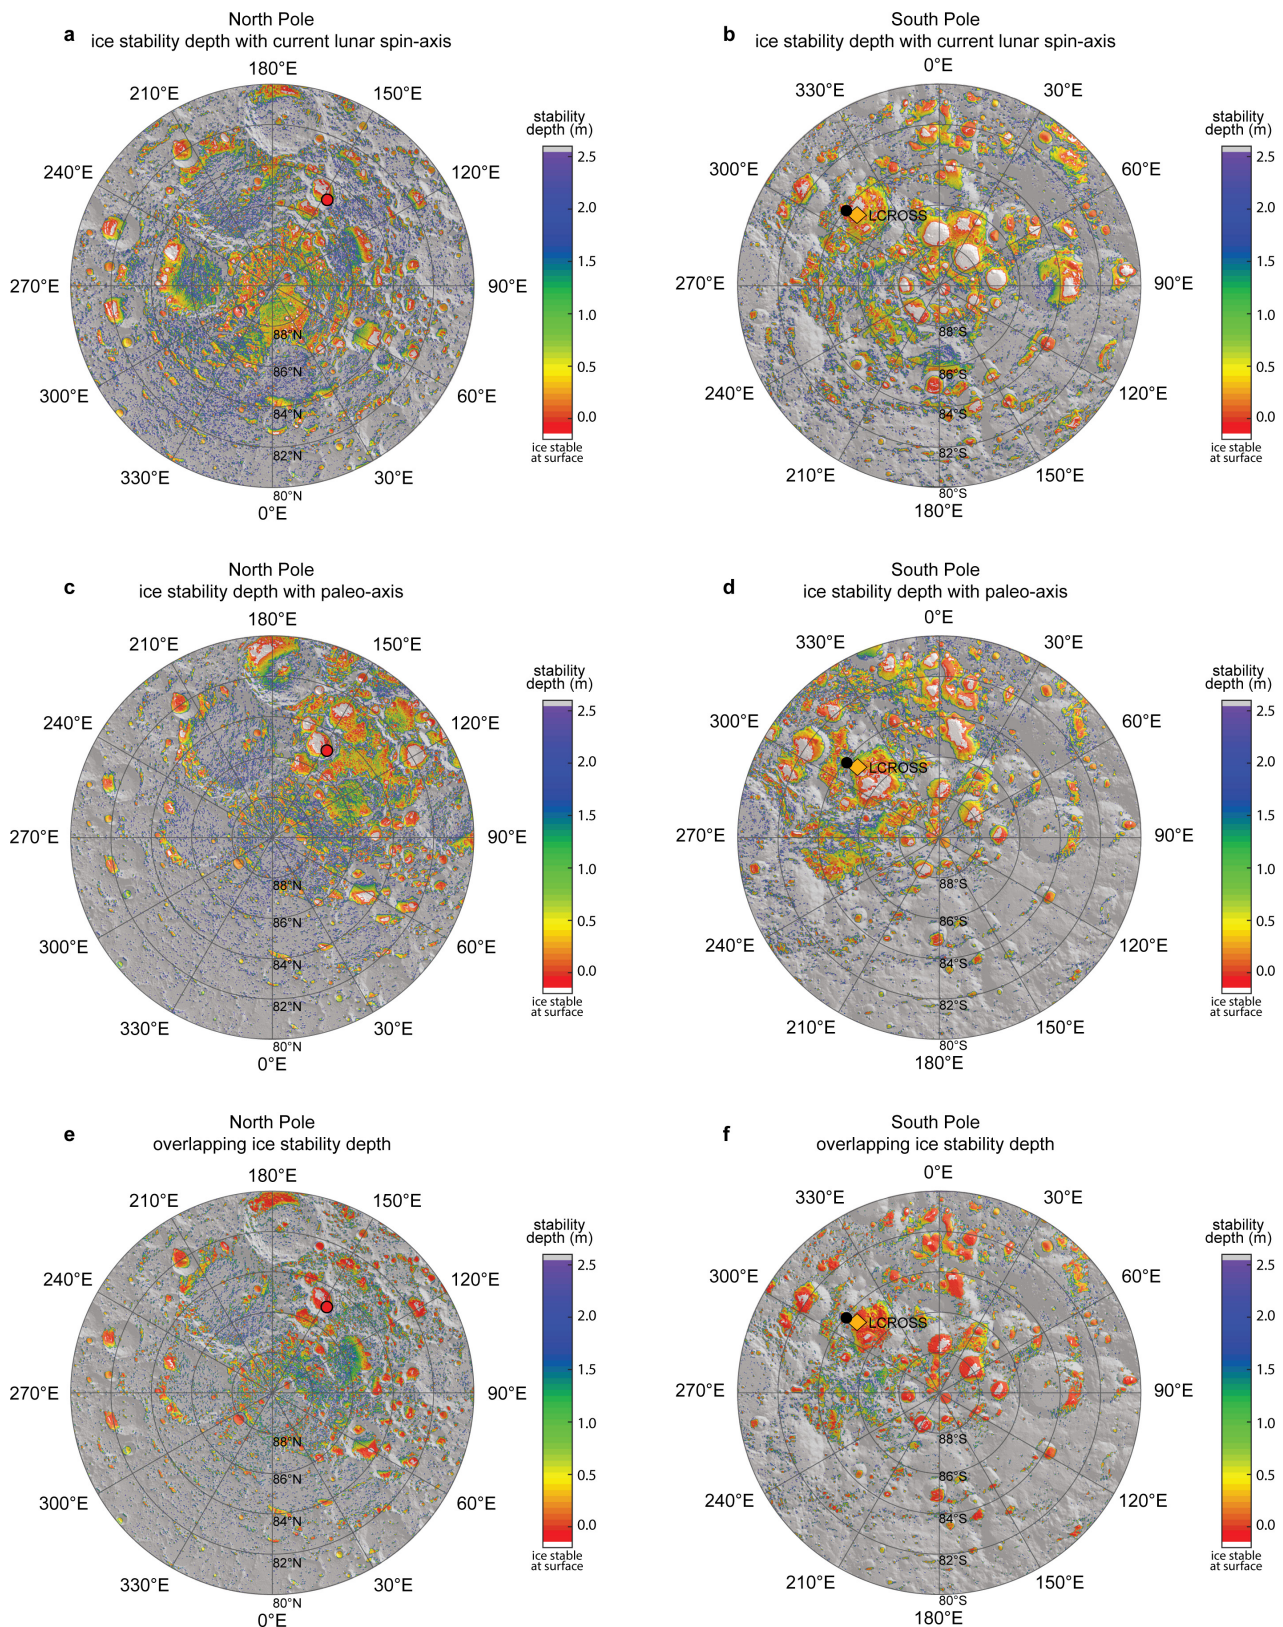 a
North Pole
ice stability depth with current lunar spin-axis
180°E
210°E
150°E
240°E
120°E
270°E
90°E
300°E
60°E
330°E
30°E
0°E
88°N
86°N
84°N
82°N
80°N
stability
depth (m)
2.5
2.0
1.5
1.0
0.5
0.0
ice stable
at surface
b
South Pole
ice stability depth with current lunar spin-axis
0°E
330°E
30°E
300°E
60°E
LCROSS
270°E
90°E
240°E
120°E
210°E
150°E
180°E
88°S
86°S
84°S
82°S
80°S
stability
depth (m)
2.5
2.0
1.5
1.0
0.5
0.0
ice stable
at surface
c
North Pole
ice stability depth with paleo-axis
180°E
210°E
150°E
240°E
120°E
270°E
90°E
300°E
60°E
330°E
30°E
0°E
88°N
86°N
84°N
82°N
80°N
stability
depth (m)
2.5
2.0
1.5
1.0
0.5
0.0
ice stable
at surface
d
South Pole
ice stability depth with paleo-axis
0°E
330°E
30°E
300°E
60°E
LCROSS
270°E
90°E
240°E
120°E
210°E
150°E
180°E
88°S
86°S
84°S
82°S
80°S
stability
depth (m)
2.5
2.0
1.5
1.0
0.5
0.0
ice stable
at surface
e
North Pole
overlapping ice stability depth
180°E
210°E
150°E
240°E
120°E
270°E
90°E
300°E
60°E
330°E
30°E
0°E
88°N
86°N
84°N
82°N
80°N
stability
depth (m)
2.5
2.0
1.5
1.0
0.5
0.0
ice stable
at surface
f
South Pole
overlapping ice stability depth
0°E
330°E
30°E
300°E
60°E
LCROSS
270°E
90°E
240°E
120°E
210°E
150°E
180°E
88°S
86°S
84°S
82°S
80°S
stability
depth (m)
2.5
2.0
1.5
1.0
0.5
0.0
ice stable
at surface